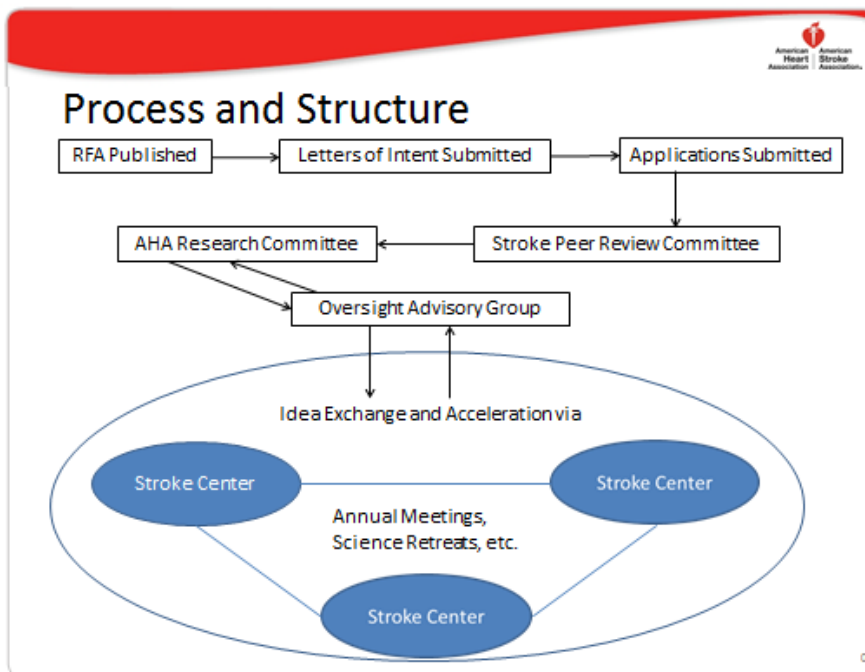 American American
Heart Stroke
Association Association®
Process and Structure
RFA Published
Letters of Intent Submitted
Applications Submitted
AHA Research Committee
Stroke Peer Review Committee
Oversight Advisory Group
Idea Exchange and Acceleration via
Stroke Center
Stroke Center
Annual Meetings,
Science Retreats, etc.
Stroke Center